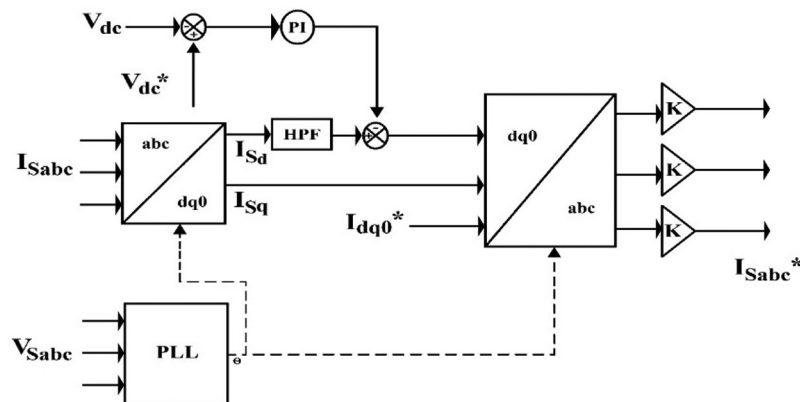 Vdc
-
+
PI
Vdc*
abc
dq0
ISabc
ISd
HPF
+
-
ISq
dq0
abc
Idq0*
K
K
K
ISabc*
VSabc
PLL
Θ